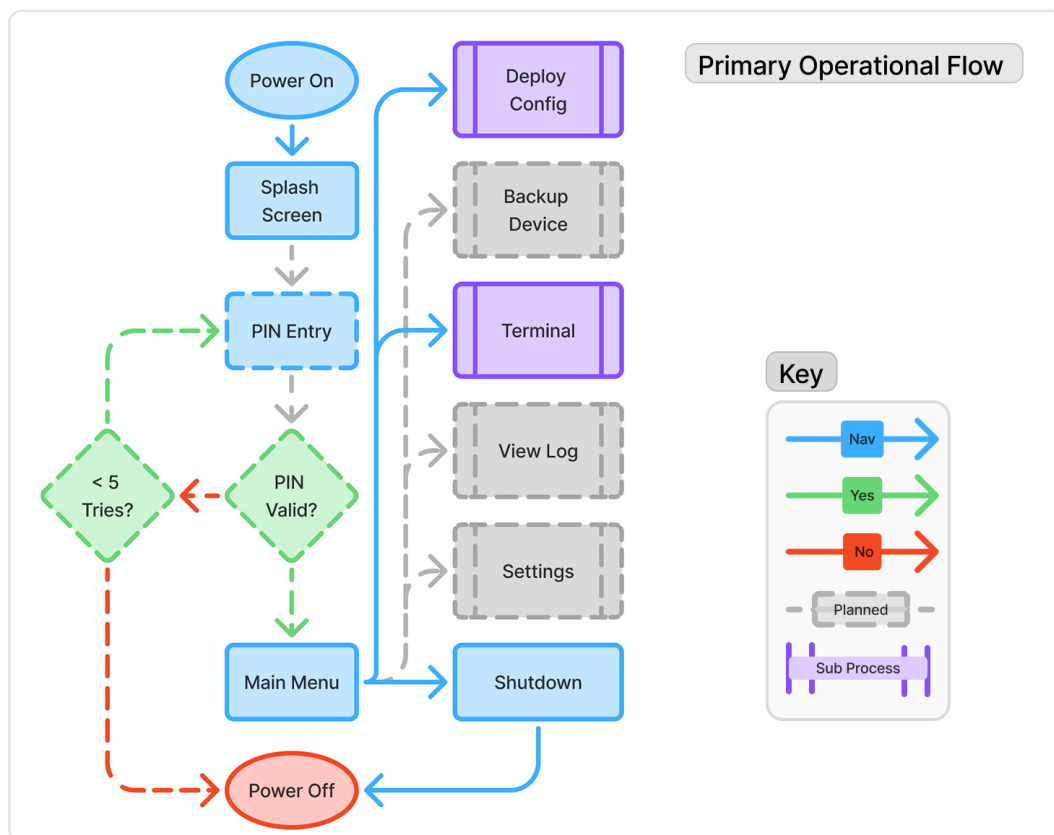 Primary Operational Flow
Power On
Splash
Screen
PIN Entry
< 5
Tries?
PIN
Valid?
Main Menu
Power Off
Deploy
Config
Backup
Device
Terminal
View Log
Settings
Shutdown
Key
Nav
Yes
No
Planned
Sub Process